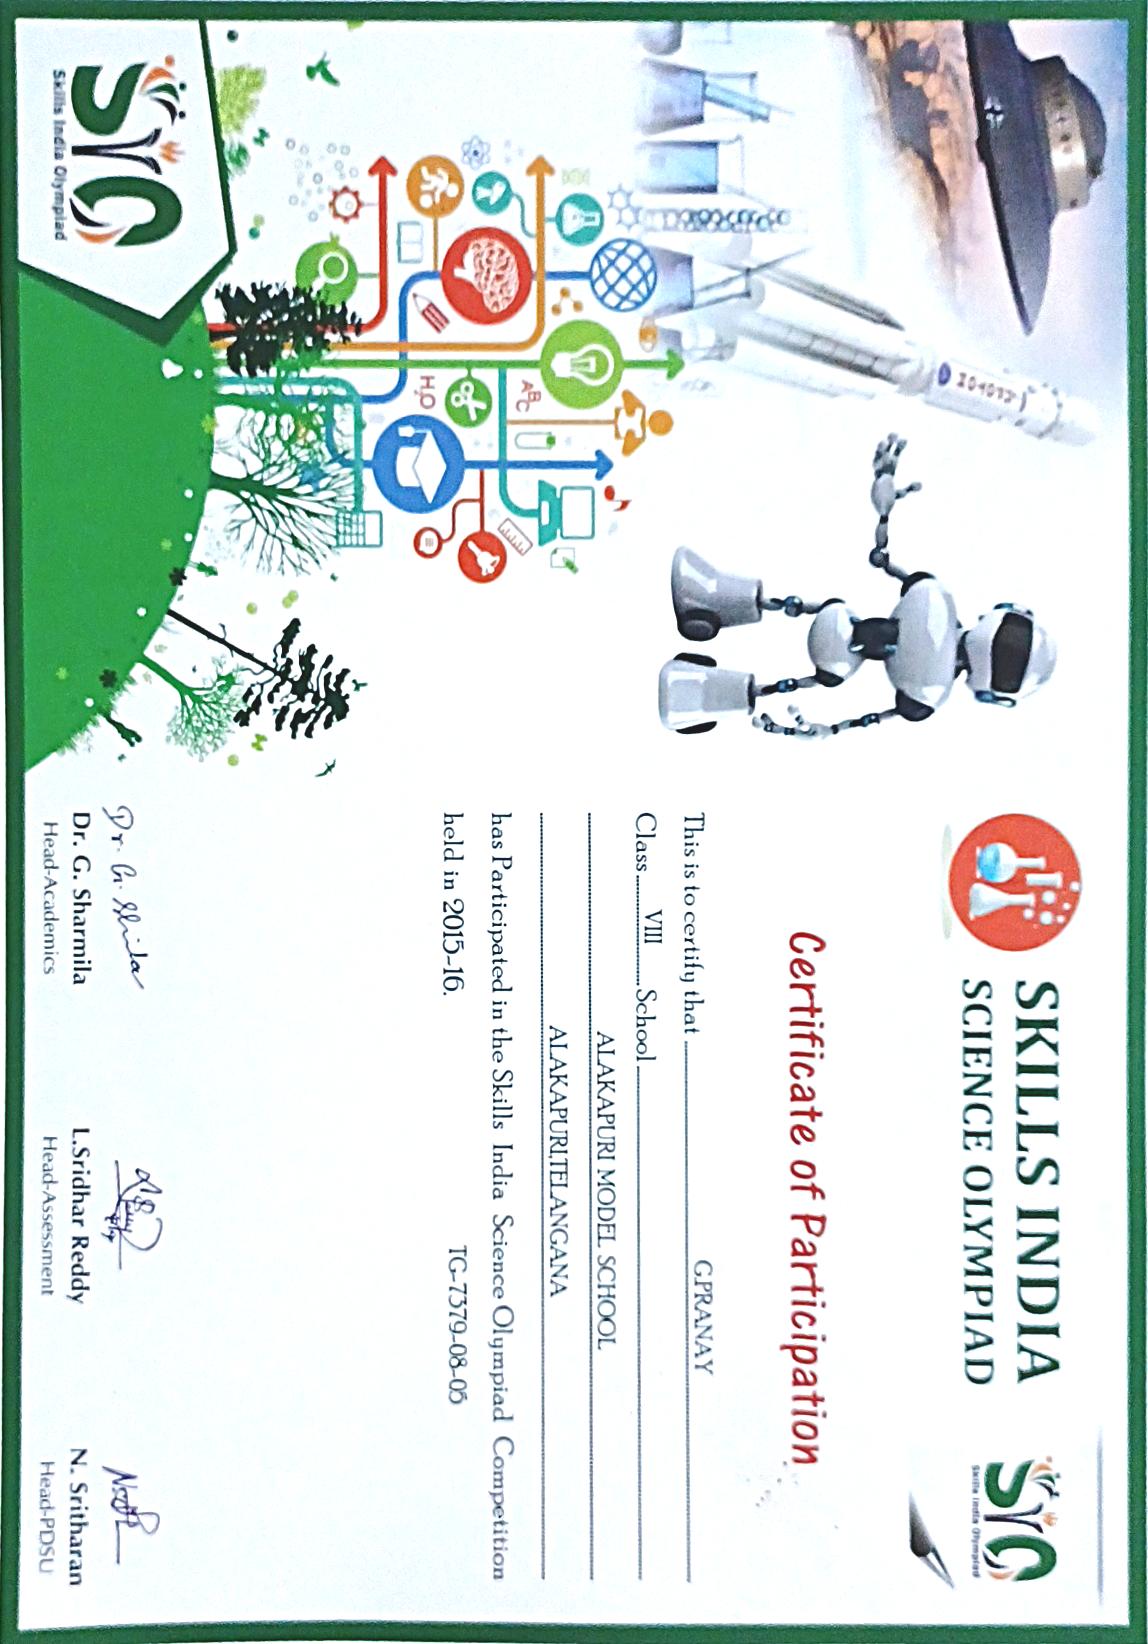 SKILLS INDIA
SCIENCE OLYMPIAD
Skills India Olympiad
Certificate of Participation
This is to certify that G.PRANAY
Class VIII School
ALAKAPURI MODEL SCHOOL
ALAKAPURI.TELANGANA
has Participated in the Skills India Science Olympiad Competition
held in 2015-16. TG-7379-08-05
Dr. G. Sharmila
Head-Academics
L.Sridhar Reddy
Head-Assessment
N. Sritharan
Head-PDSU
H₂O
ABC
SIO
Skills India Olympiad